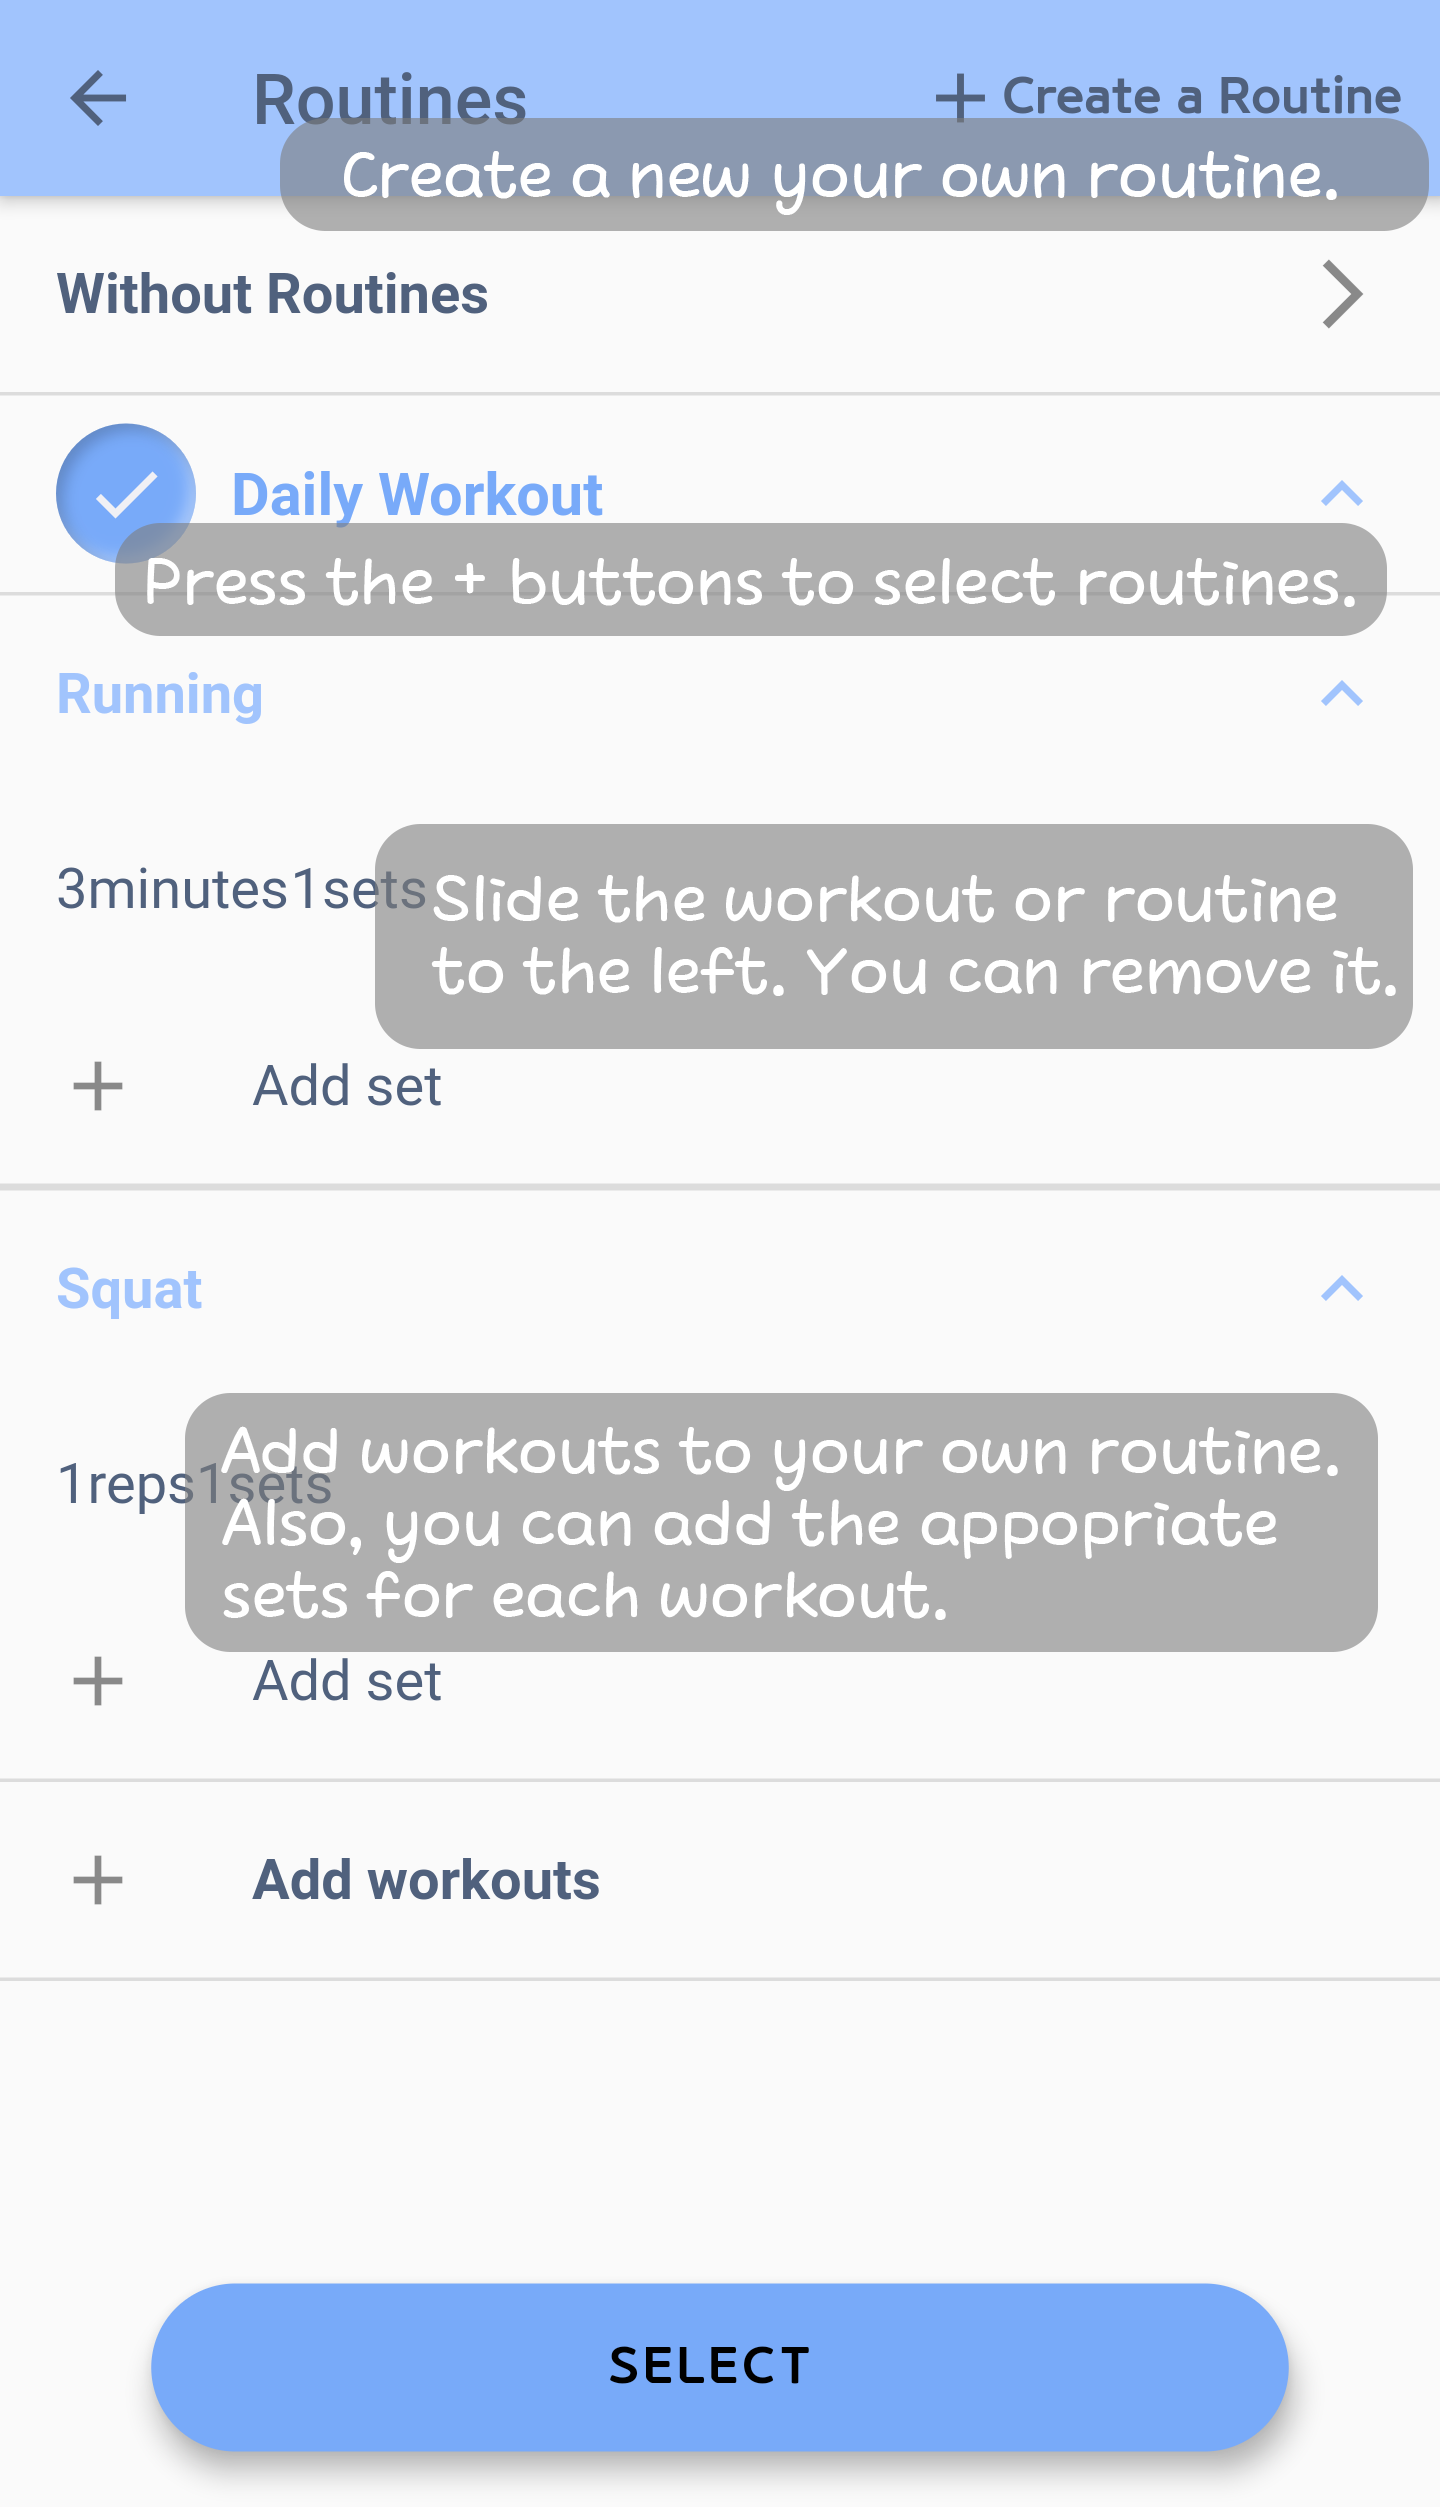 Routines
+ Create a Routine
Create a new your own routine.
Without Routines
Daily Workout
Press the + buttons to select routines.
Running
3minutes1sets
Slide the workout or routine
to the left. You can remove it.
+ Add set
Squat
1reps1sets
Add workouts to your own routine.
Also, you can add the appopriate
sets for each workout.
+ Add set
+ Add workouts
SELECT